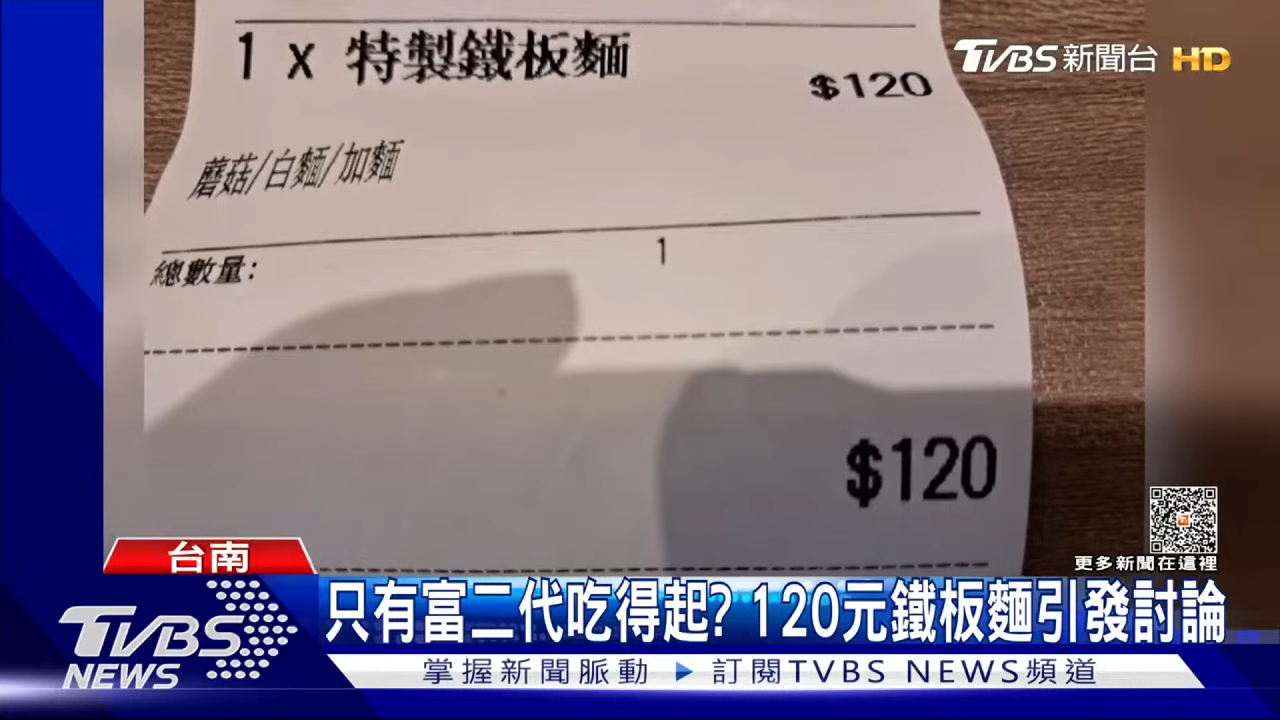 1 x 特製鐵板麵
$120
TVBS新聞台 HD
蘑菇/白麵/加麵
總數量: 1
$120
更多新聞在這裡
台南
只有富二代吃得起? 120元鐵板麵引發討論
TVBS NEWS
掌握新聞脈動 訂閱TVBS NEWS頻道